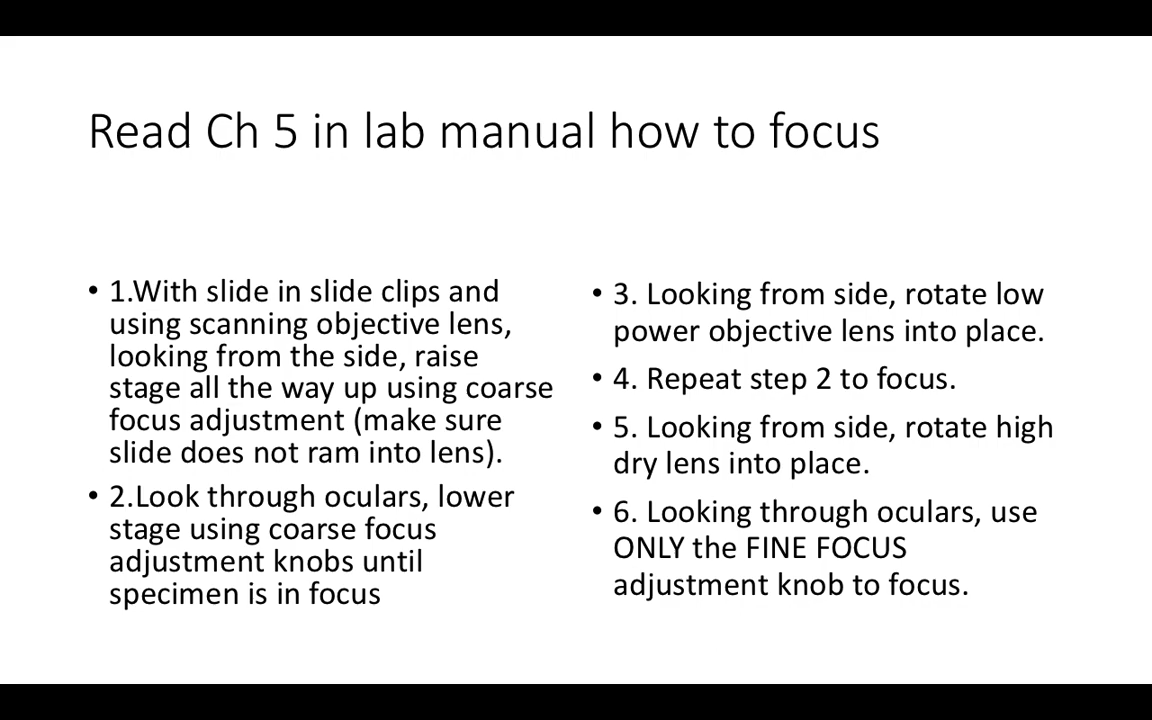 Read Ch 5 in lab manual how to focus
• 1.With slide in slide clips and
using scanning objective lens,
looking from the side, raise
stage all the way up using coarse
focus adjustment (make sure
slide does not ram into lens).
• 2.Look through oculars, lower
stage using coarse focus
adjustment knobs until
specimen is in focus
• 3. Looking from side, rotate low
power objective lens into place.
• 4. Repeat step 2 to focus.
• 5. Looking from side, rotate high
dry lens into place.
• 6. Looking through oculars, use
ONLY the FINE FOCUS
adjustment knob to focus.